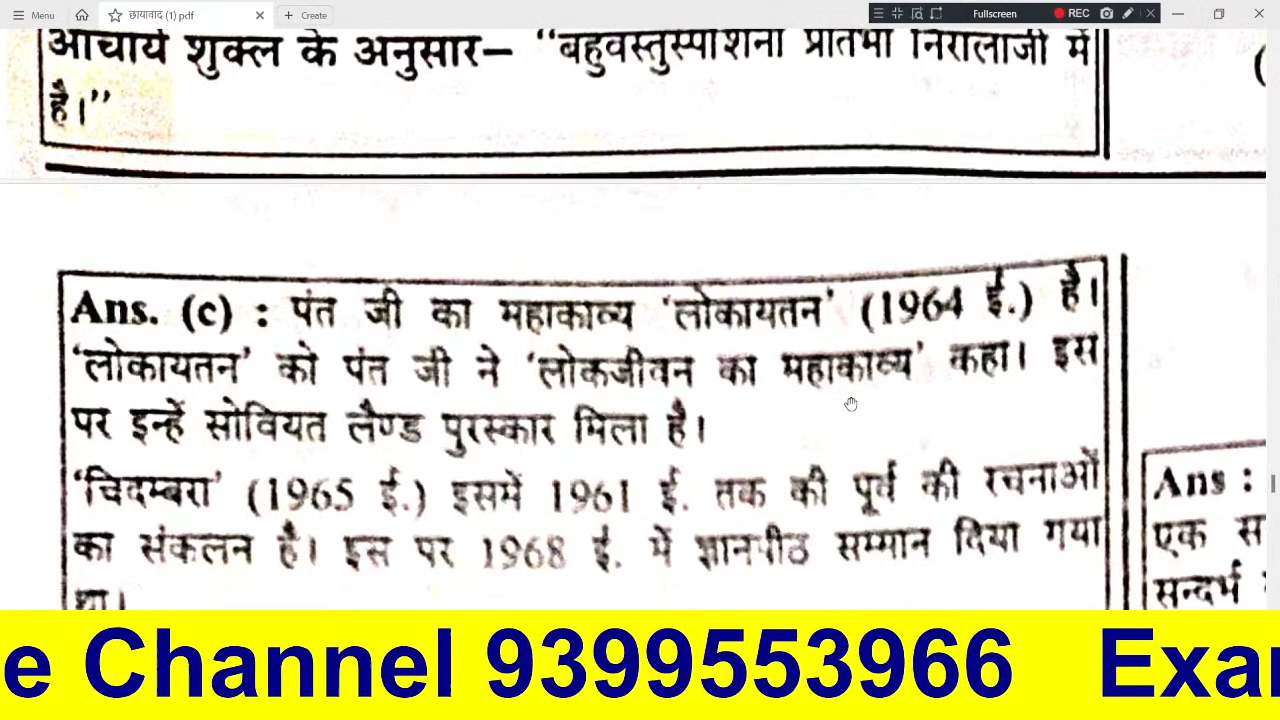 Menu छायावाद (1).pdf Create Fullscreen REC
आचार्य शुक्ल के अनुसार– “बहुवस्तुस्पर्शिनी प्रतिभा निरालाजी में
है।”
(
Ans. (c) : पंत जी का महाकाव्य ‘लोकायतन’ (1964 ई.) है।
‘लोकायतन’ को पंत जी ने ‘लोकजीवन का महाकाव्य’ कहा। इस
पर इन्हें सोवियत लैण्ड पुरस्कार मिला है।
‘चिदम्बरा’ (1965 ई.) इसमें 1961 ई. तक की पूर्व की रचनाओं
का संकलन है। इस पर 1968 ई. में ज्ञानपीठ सम्मान दिया गया
था।
Ans :
एक स
सन्दर्भ
e Channel 9399553966 Exa